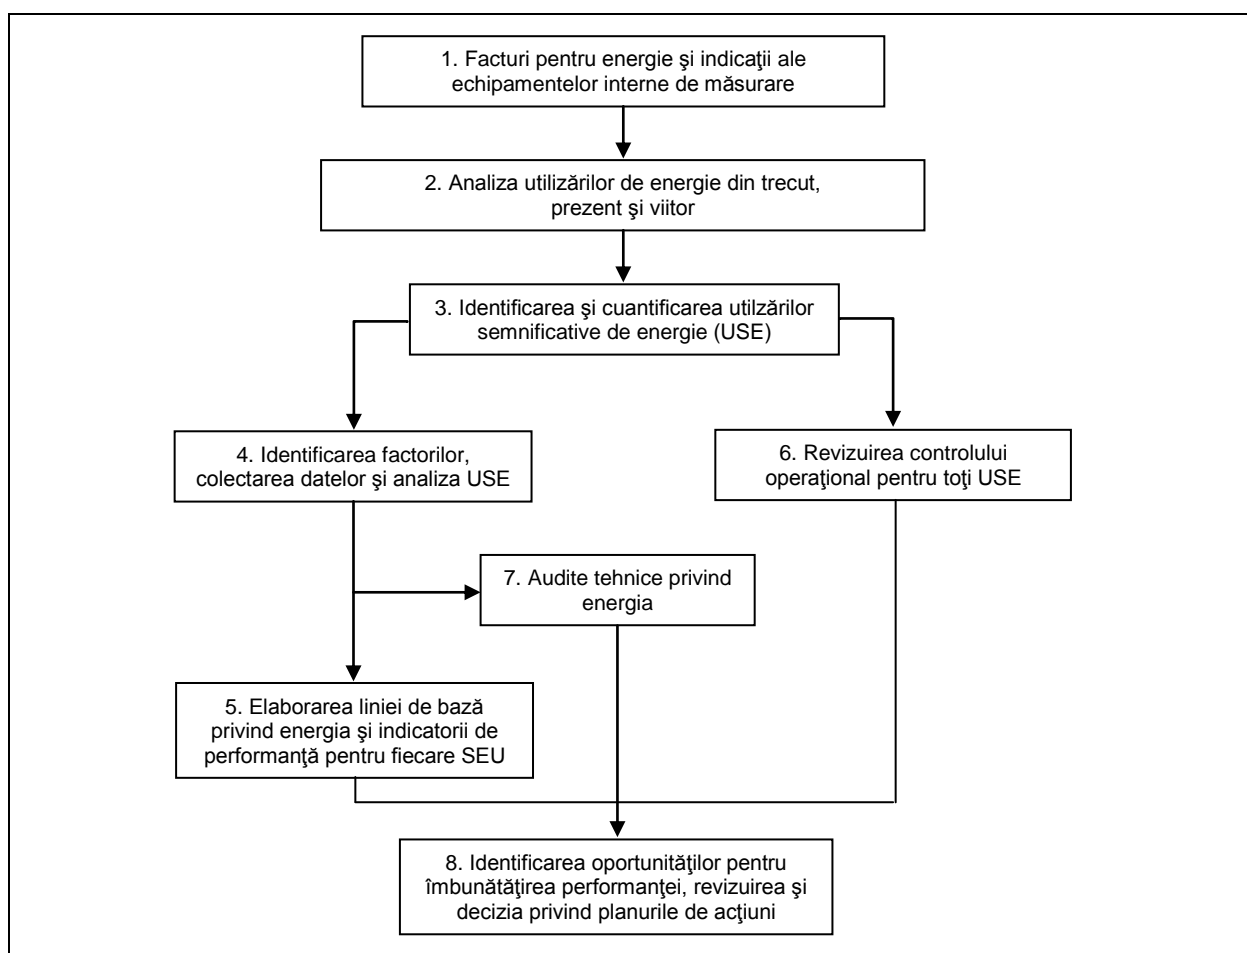 1. Facturi pentru energie şi indicaţii ale
echipamentelor interne de măsurare
2. Analiza utilizărilor de energie din trecut,
prezent şi viitor
3. Identificarea şi cuantificarea utilzărilor
semnificative de energie (USE)
4. Identificarea factorilor,
colectarea datelor şi analiza USE
6. Revizuirea controlului
operaţional pentru toţi USE
7. Audite tehnice privind
energia
5. Elaborarea liniei de bază
privind energia şi indicatorii de
performanţă pentru fiecare SEU
8. Identificarea oportunităţilor pentru
îmbunătăţirea performanţei, revizuirea şi
decizia privind planurile de acţiuni